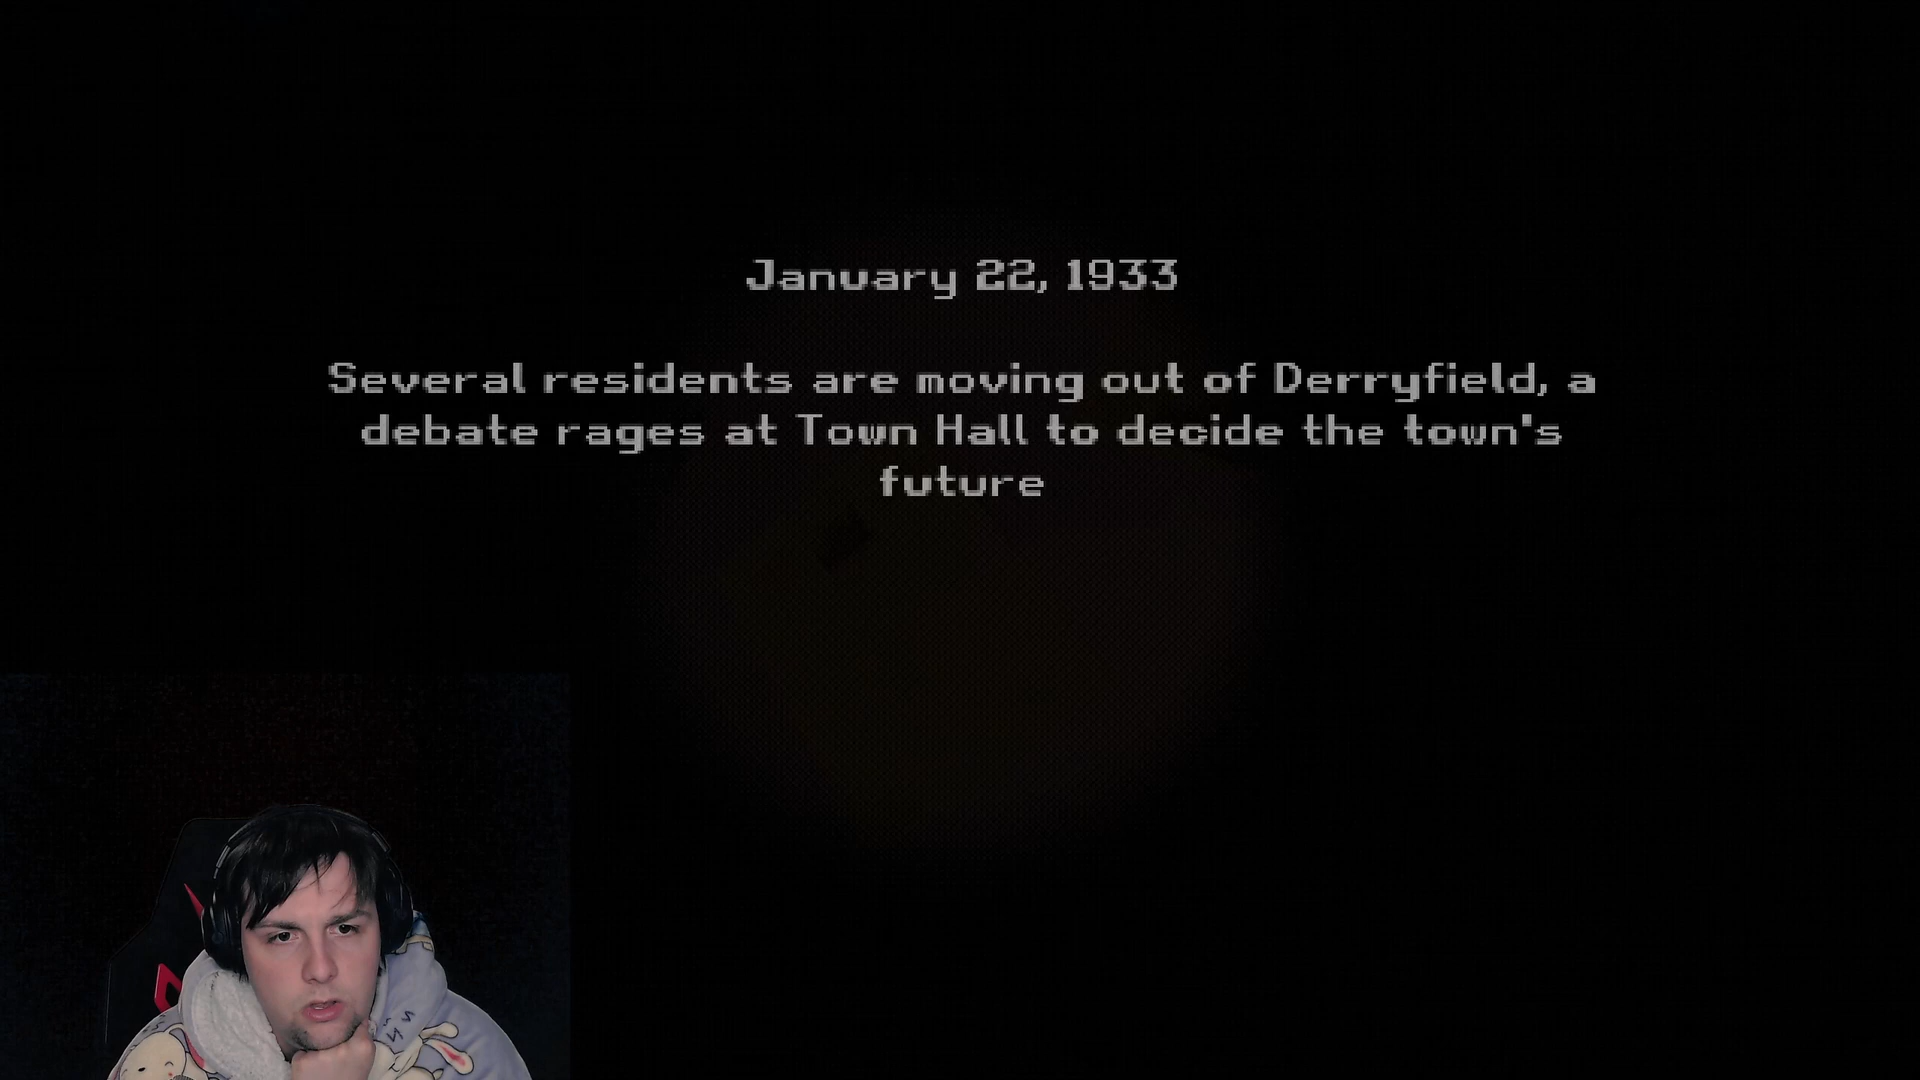 January 22, 1933
Several residents are moving out of Derryfield, a
debate rages at Town Hall to decide the town's
future